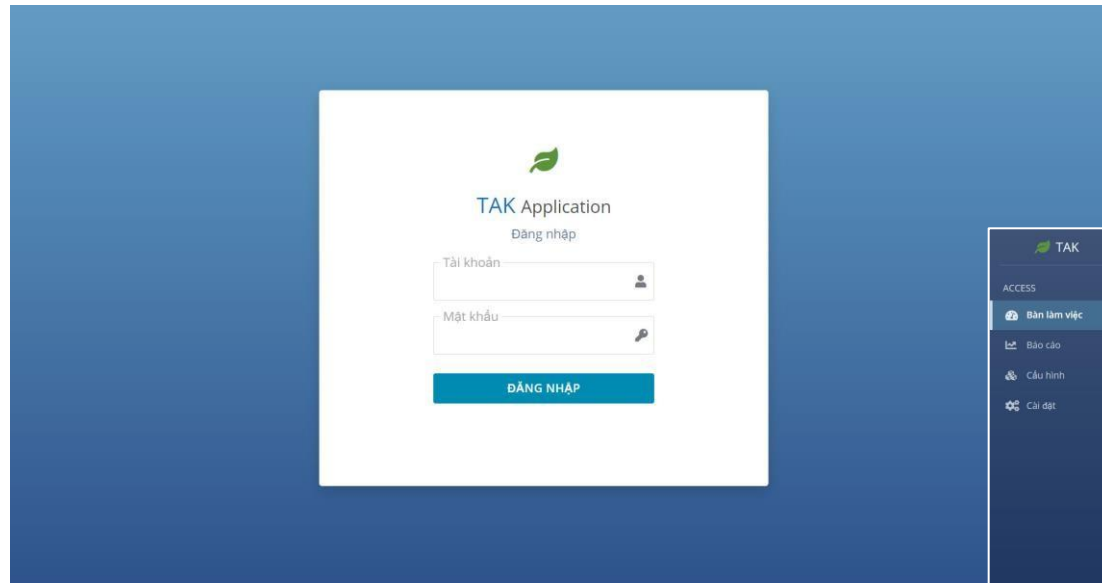 TAK Application
Đăng nhập
Tài khoản
Mật khẩu
ĐĂNG NHẬP
TAK
ACCESS
Bàn làm việc
Báo cáo
Cấu hình
Cài đặt